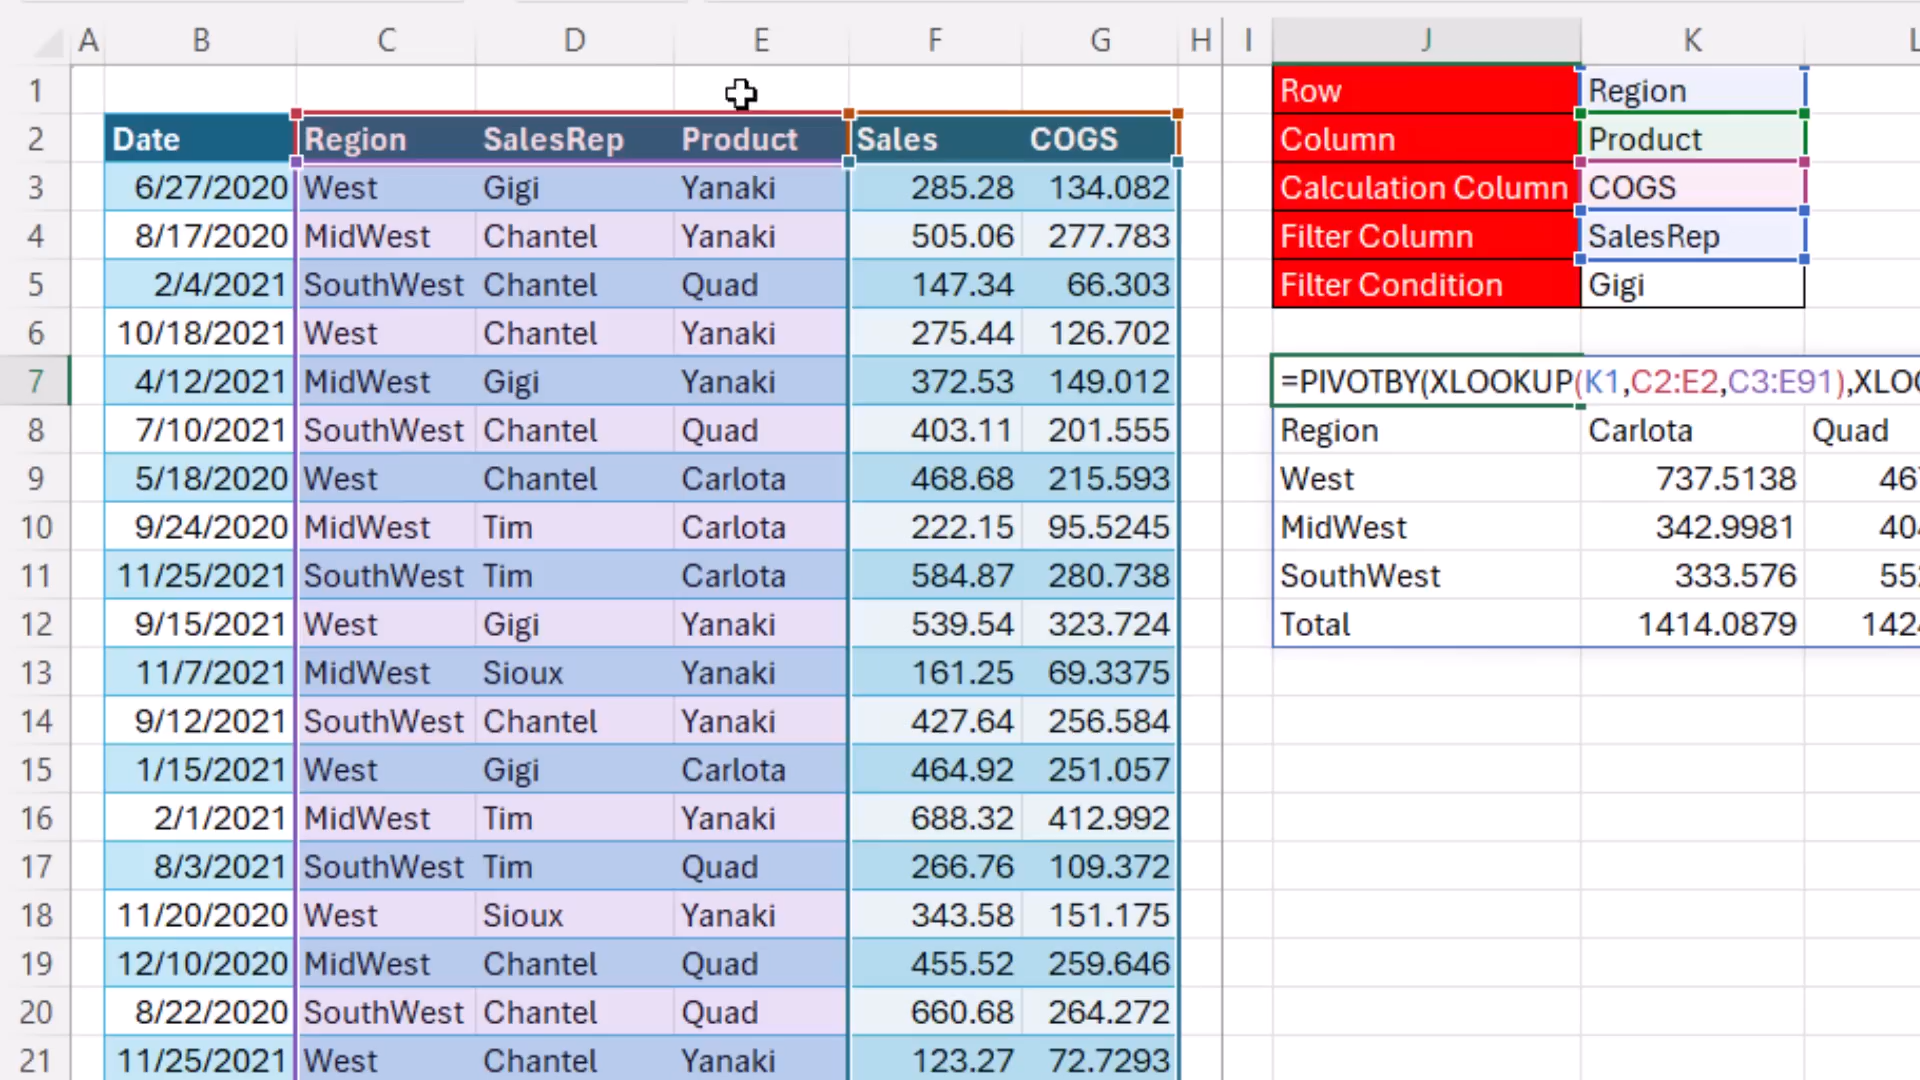 A B C D E F G H I J K
1 Row Region
2 Date Region SalesRep Product Sales COGS Column Product
3 6/27/2020 West Gigi Yanaki 285.28 134.082 Calculation Column COGS
4 8/17/2020 MidWest Chantel Yanaki 505.06 277.783 Filter Column SalesRep
5 2/4/2021 SouthWest Chantel Quad 147.34 66.303 Filter Condition Gigi
6 10/18/2021 West Chantel Yanaki 275.44 126.702
7 4/12/2021 MidWest Gigi Yanaki 372.53 149.012 =PIVOTBY(XLOOKUP(K1,C2:E2,C3:E91),XLO
8 7/10/2021 SouthWest Chantel Quad 403.11 201.555 Region Carlota Quad
9 5/18/2020 West Chantel Carlota 468.68 215.593 West 737.5138 46
10 9/24/2020 MidWest Tim Carlota 222.15 95.5245 MidWest 342.9981 40
11 11/25/2021 SouthWest Tim Carlota 584.87 280.738 SouthWest 333.576 55
12 9/15/2021 West Gigi Yanaki 539.54 323.724 Total 1414.0879 142
13 11/7/2021 MidWest Sioux Yanaki 161.25 69.3375
14 9/12/2021 SouthWest Chantel Yanaki 427.64 256.584
15 1/15/2021 West Gigi Carlota 464.92 251.057
16 2/1/2021 MidWest Tim Yanaki 688.32 412.992
17 8/3/2021 SouthWest Tim Quad 266.76 109.372
18 11/20/2020 West Sioux Yanaki 343.58 151.175
19 12/10/2020 MidWest Chantel Quad 455.52 259.646
20 8/22/2020 SouthWest Chantel Quad 660.68 264.272
21 11/25/2021 West Chantel Yanaki 123.27 72.7293